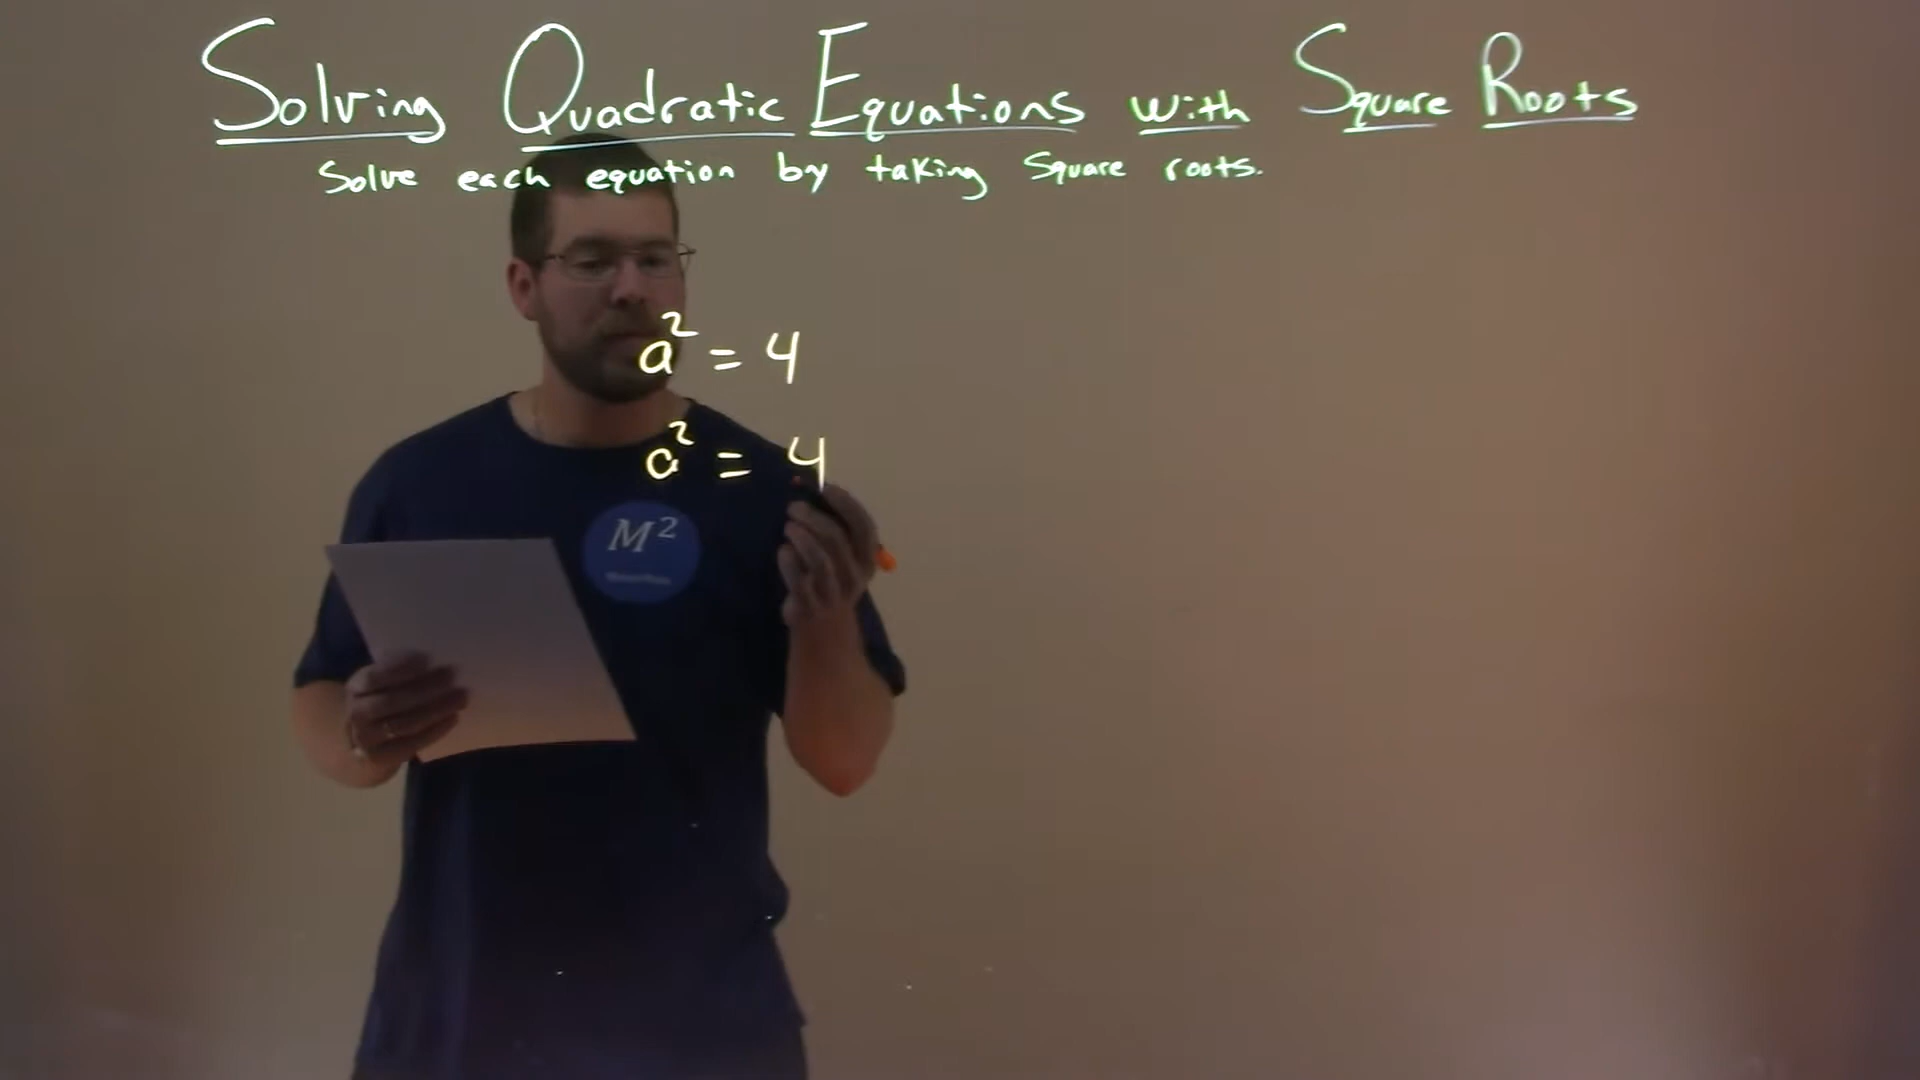 Solving Quadratic Equations with Square Roots
Solve each equation by taking Square roots.
a² = 4
a² = 4
M²